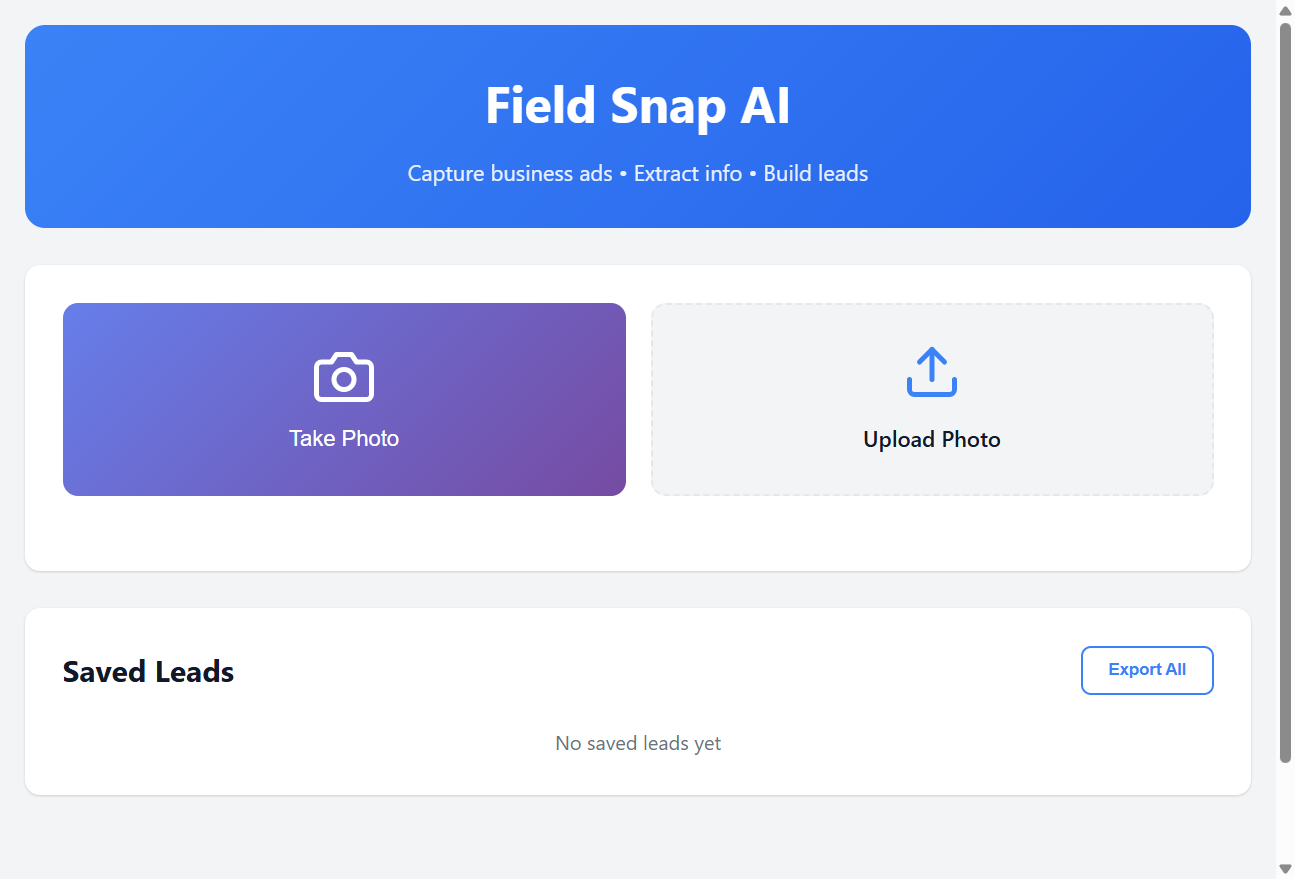 Field Snap AI
Capture business ads • Extract info • Build leads
Take Photo
Upload Photo
Saved Leads
Export All
No saved leads yet